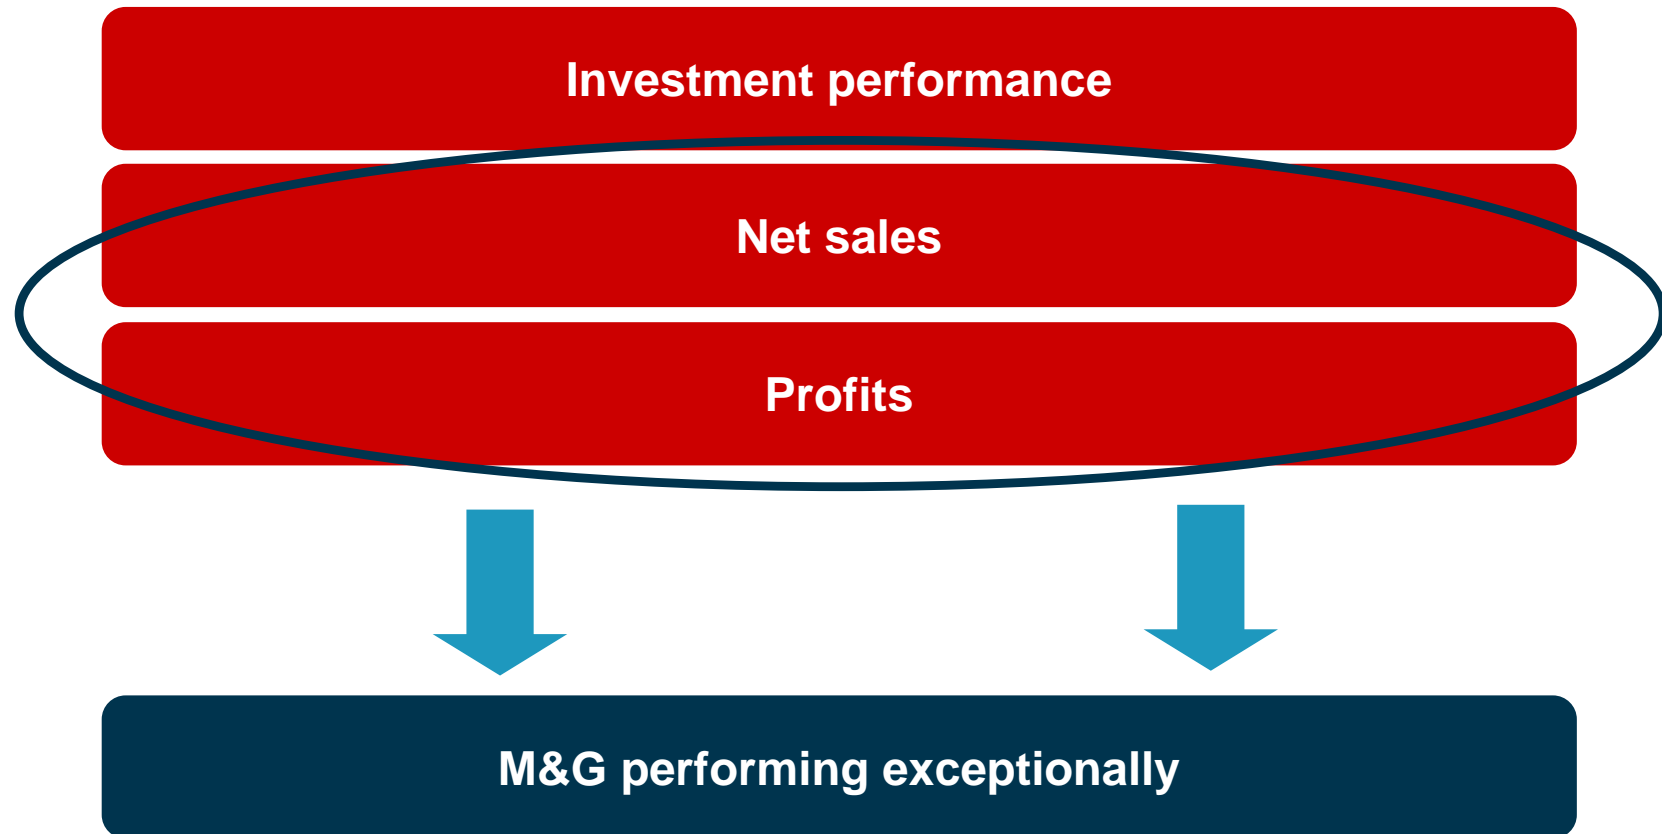 Investment performance
Net sales
Profits
M&G performing exceptionally